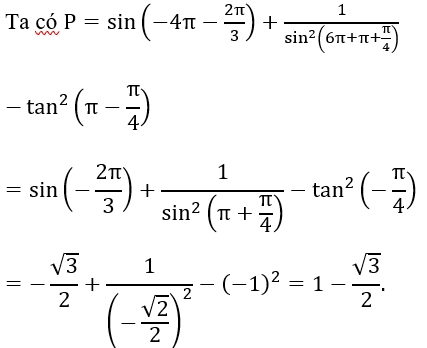 Ta có P = sin(−4π − 2π/3) + 1/sin²(6π+π+π/4)
− tan²(π − π/4)
= sin(−2π/3) + 1/sin²(π + π/4) − tan²(−π/4)
= −√3/2 + 1/(−√2/2)² − (−1)² = 1 − √3/2.